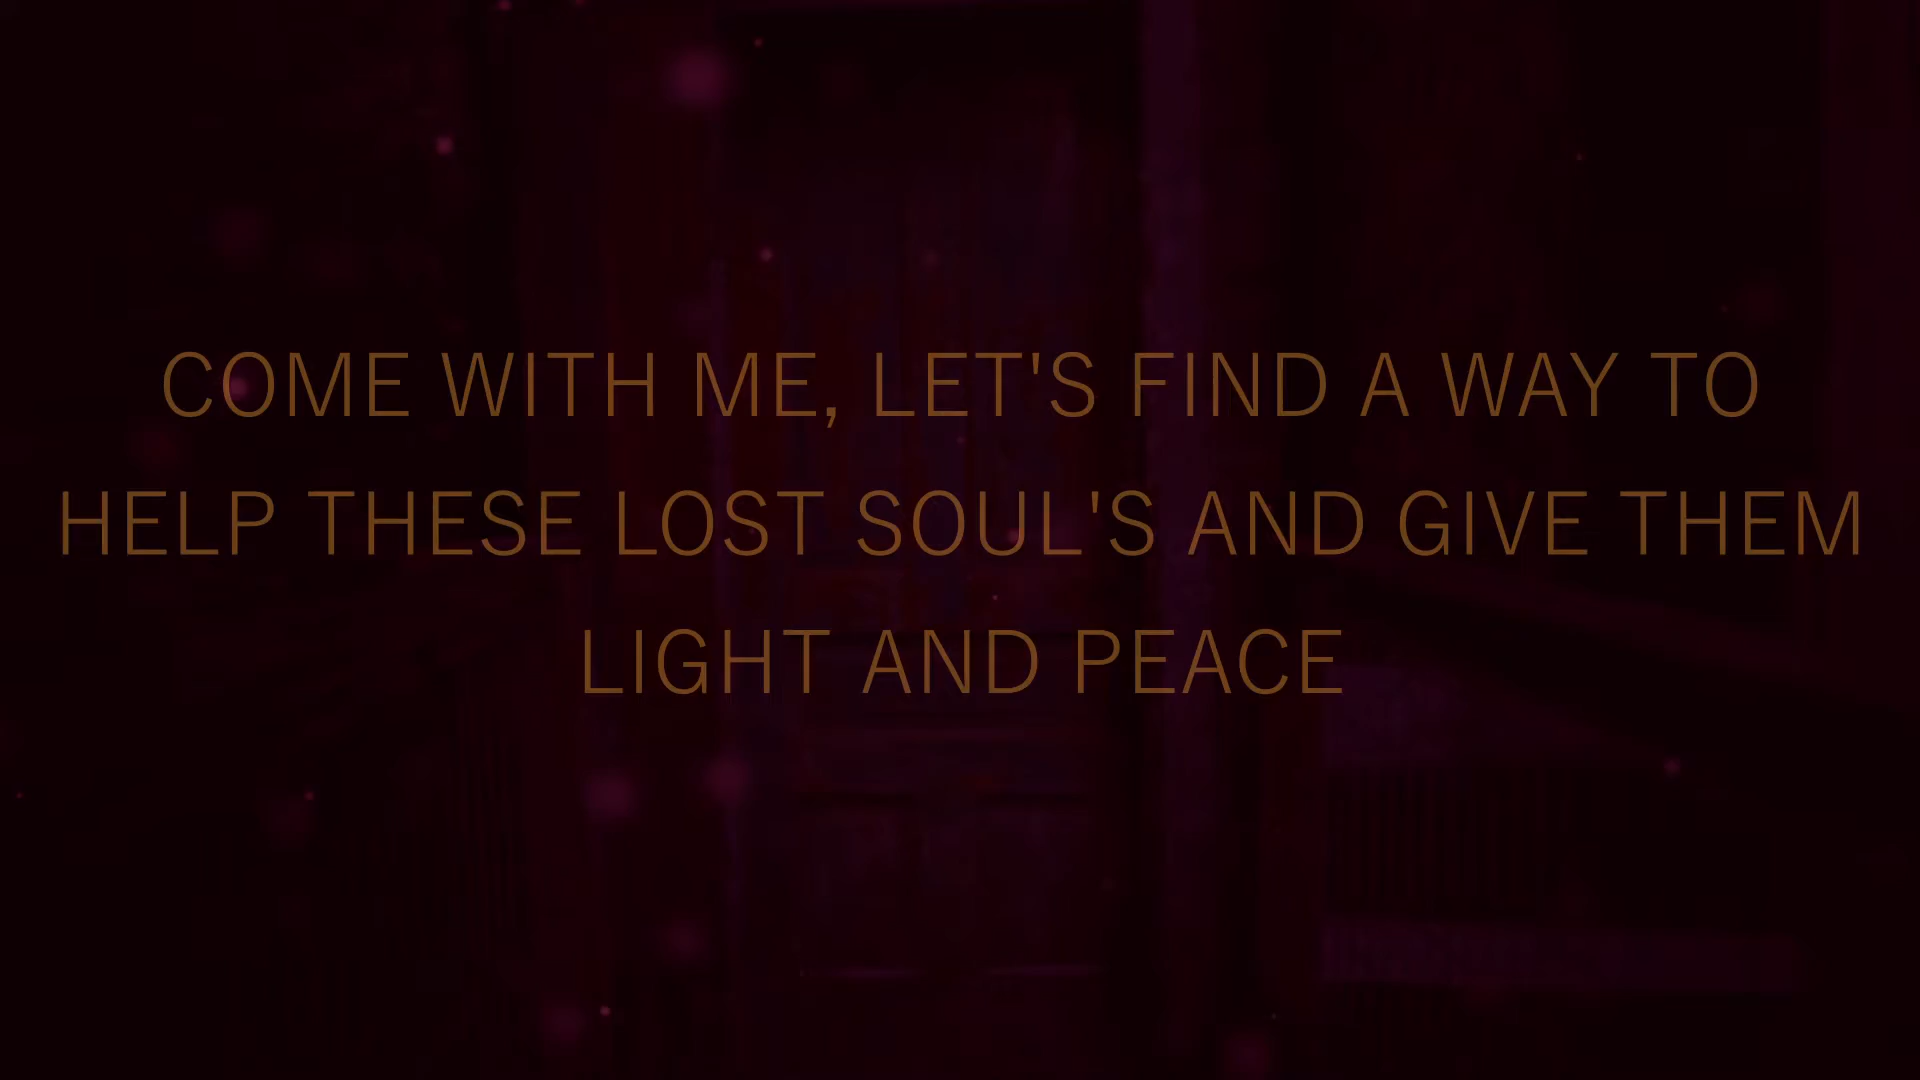 COME WITH ME, LET'S FIND A WAY TO
HELP THESE LOST SOUL'S AND GIVE THEM
LIGHT AND PEACE